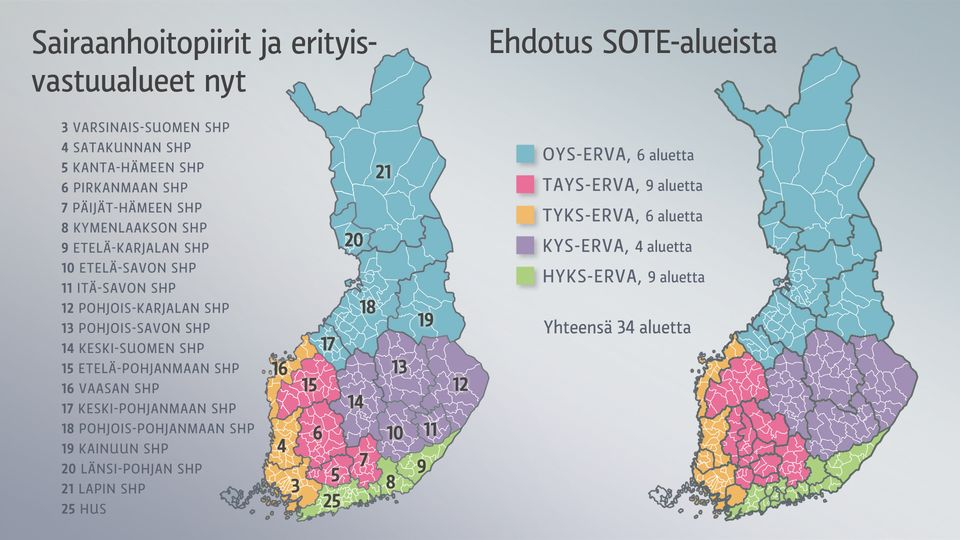 Sairaanhoitopiirit ja erityis-
vastuualueet nyt
3 VARSINAIS-SUOMEN SHP
4 SATAKUNNAN SHP
5 KANTA-HÄMEEN SHP
6 PIRKANMAAN SHP
7 PÄIJÄT-HÄMEEN SHP
8 KYMENLAAKSON SHP
9 ETELÄ-KARJALAN SHP
10 ETELÄ-SAVON SHP
11 ITÄ-SAVON SHP
12 POHJOIS-KARJALAN SHP
13 POHJOIS-SAVON SHP
14 KESKI-SUOMEN SHP
15 ETELÄ-POHJANMAAN SHP
16 VAASAN SHP
17 KESKI-POHJANMAAN SHP
18 POHJOIS-POHJANMAAN SHP
19 KAINUUN SHP
20 LÄNSI-POHJAN SHP
21 LAPIN SHP
25 HUS
21
20
18
19
17
16
15
13
12
14
6
10
11
4
7
9
5
3
8
25
Ehdotus SOTE-alueista
OYS-ERVA, 6 aluetta
TAYS-ERVA, 9 aluetta
TYKS-ERVA, 6 aluetta
KYS-ERVA, 4 aluetta
HYKS-ERVA, 9 aluetta
Yhteensä 34 aluetta